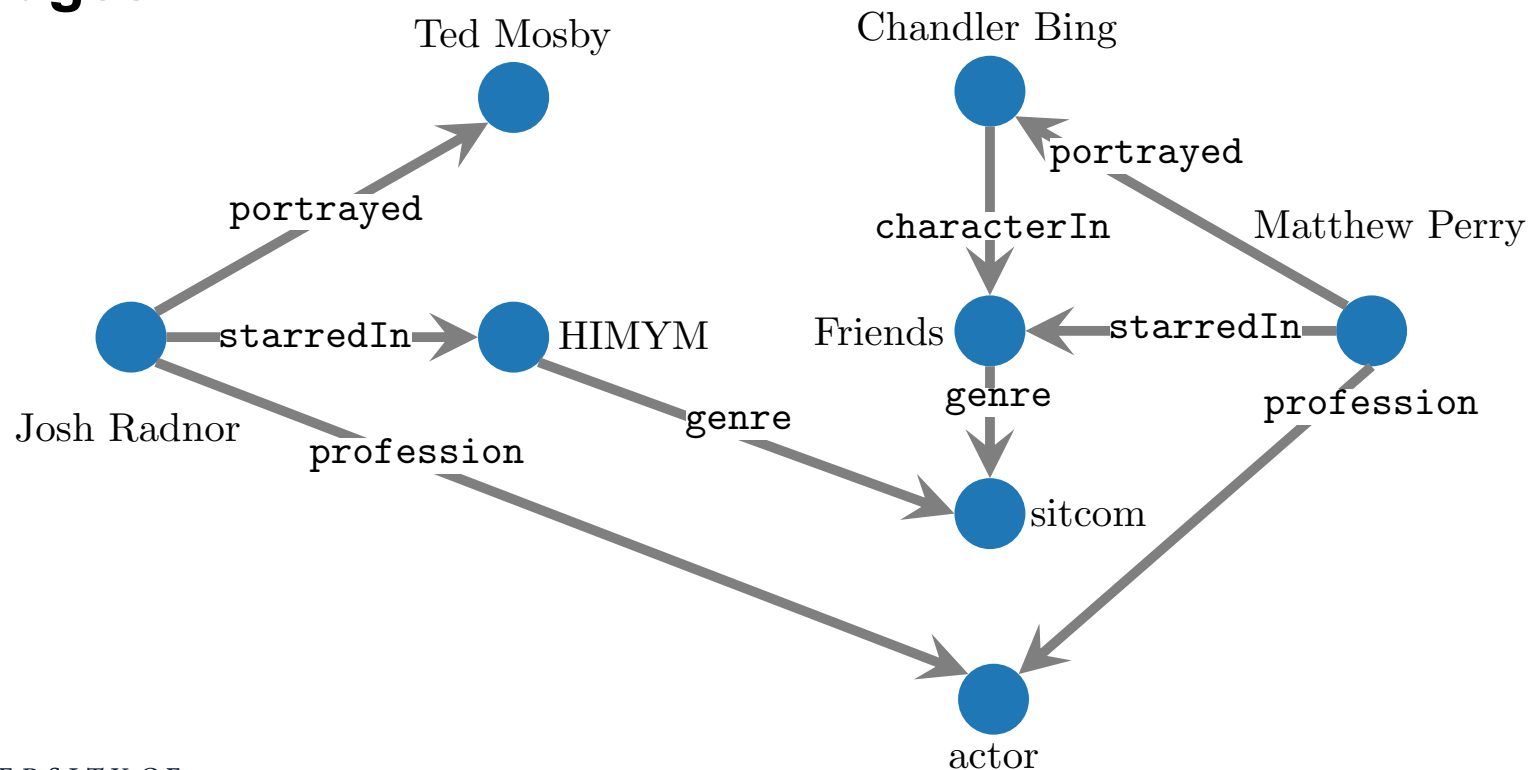 Ted Mosby
Chandler Bing
portrayed
portrayed
characterIn
Matthew Perry
starredIn
HIMYM
Friends
starredIn
genre
profession
genre
Josh Radnor
profession
sitcom
actor